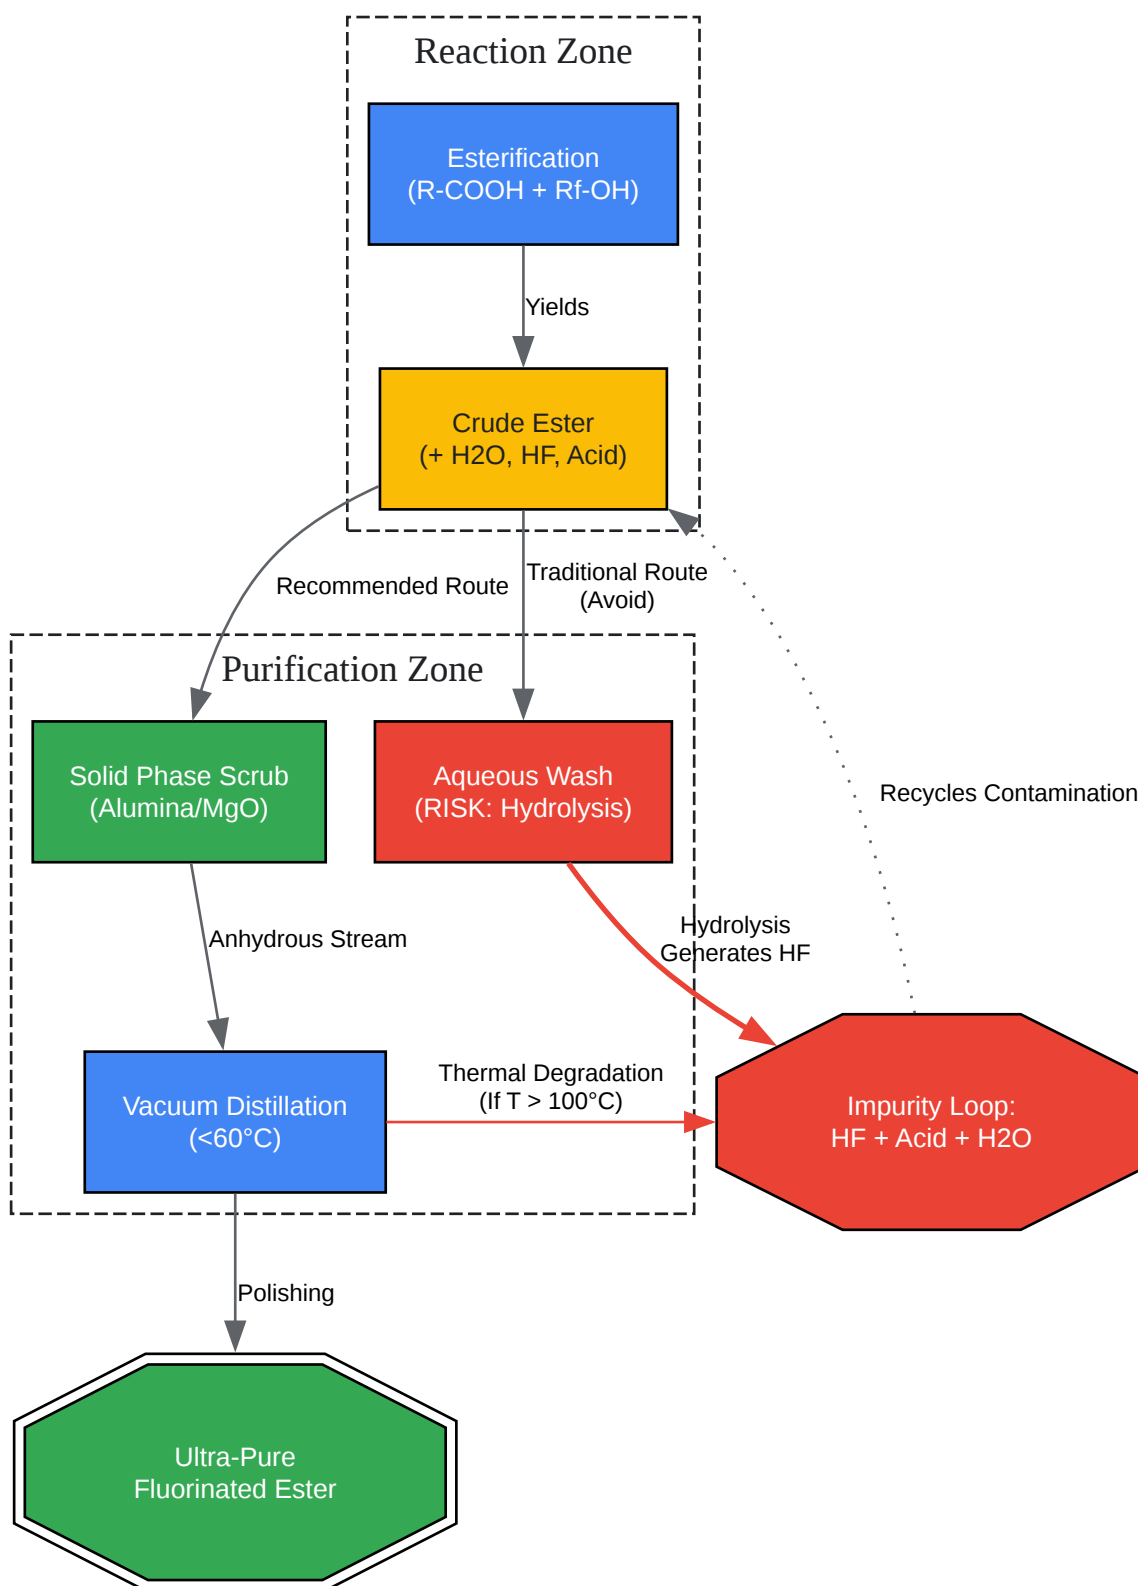 Reaction Zone
Esterification
(R-COOH + Rf-OH)
Yields
Crude Ester
(+ H2O, HF, Acid)
Recommended Route
Traditional Route
(Avoid)
Purification Zone
Solid Phase Scrub
(Alumina/MgO)
Aqueous Wash
(RISK: Hydrolysis)
Recycles Contamination
Anhydrous Stream
Hydrolysis
Generates HF
Vacuum Distillation
(<60°C)
Thermal Degradation
(If T > 100°C)
Impurity Loop:
HF + Acid + H2O
Polishing
Ultra-Pure
Fluorinated Ester